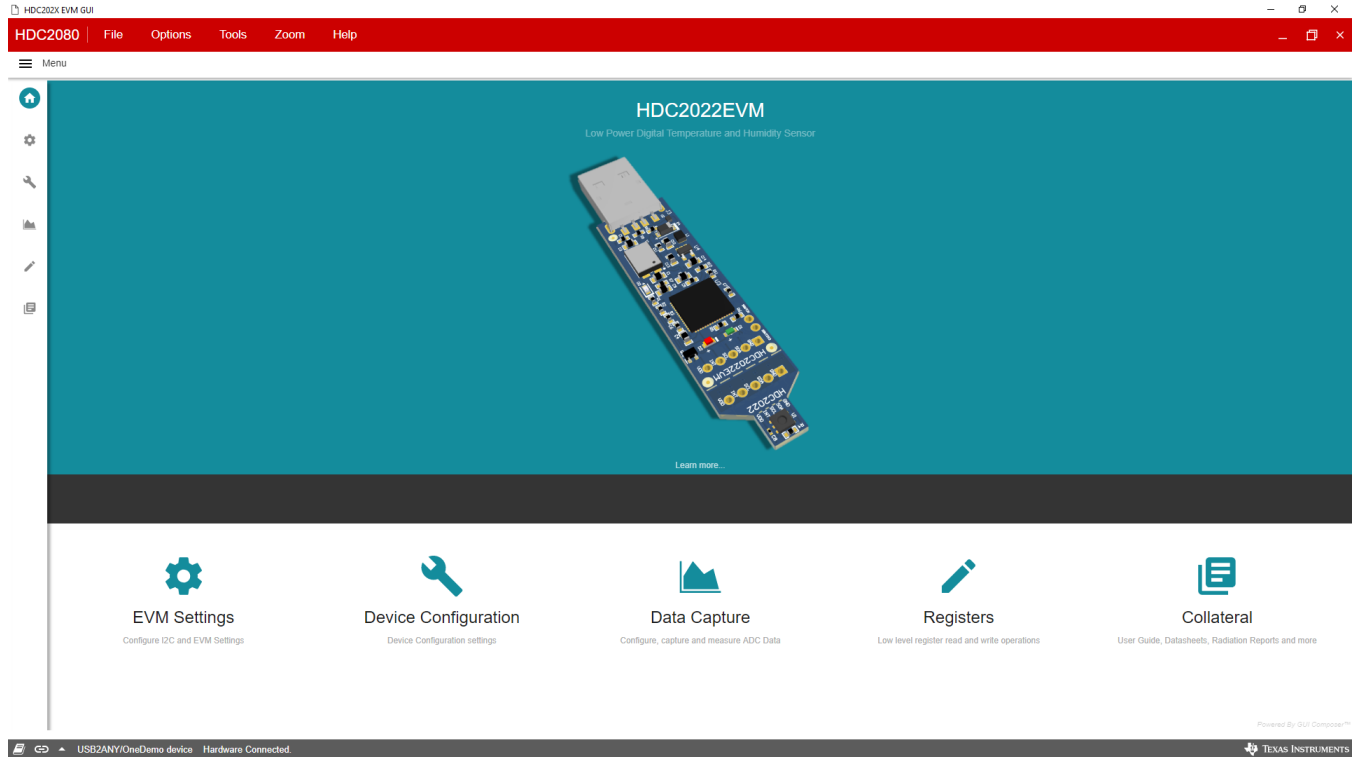 HDC202X EVM GUI
HDC2080 File Options Tools Zoom Help
Menu
HDC2022EVM
Low Power Digital Temperature and Humidity Sensor
HDC2022EVM
HDC2022
Learn more...
EVM Settings Device Configuration Data Capture Registers Collateral
Configure I2C and EVM Settings Device Configuration settings Configure, capture and measure ADC Data Low level register read and write operations User Guide, Datasheets, Radiation Reports and more
Powered By GUI Composer™
USB2ANY/OneDemo device Hardware Connected. TEXAS INSTRUMENTS